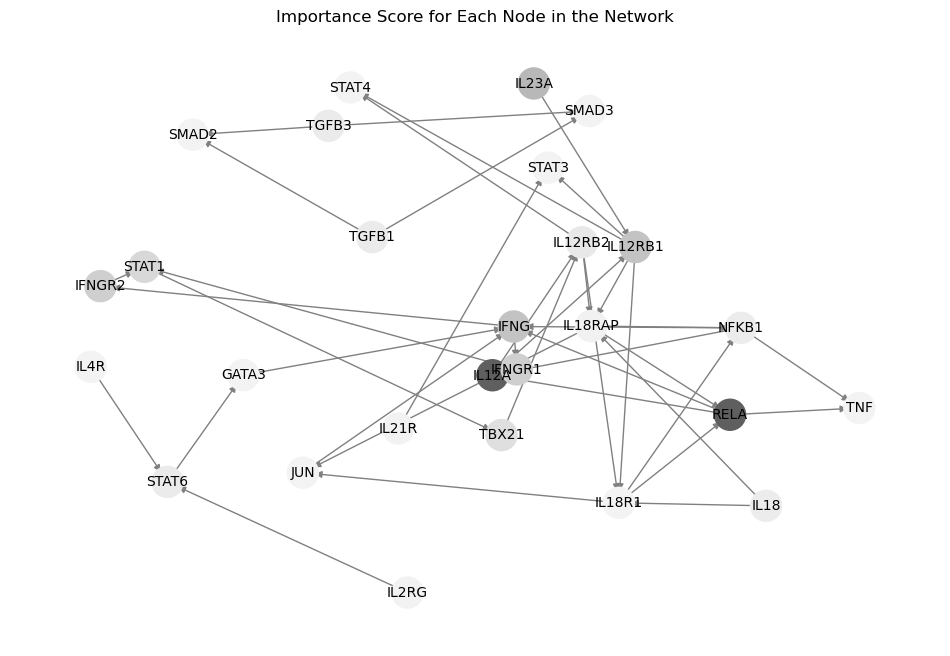 Importance Score for Each Node in the Network
IL23A
STAT4
SMAD3
TGFB3
SMAD2
STAT3
TGFB1
IL12RB2
IL12RB1
STAT1
IFNGR2
IFNG
IL18RAP
NFKB1
IL4R
IFNGR1
GATA3
IL12A
TNF
RELA
IL21R
TBX21
JUN
STAT6
IL18R1
IL18
IL2RG